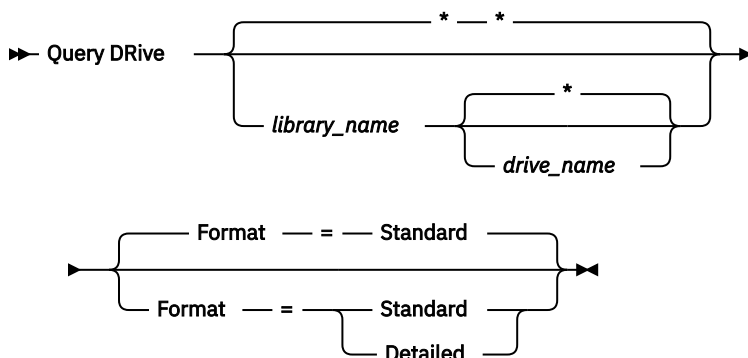 * *
Query DRive
*
library_name
drive_name
Format = Standard
Format = Standard
Detailed